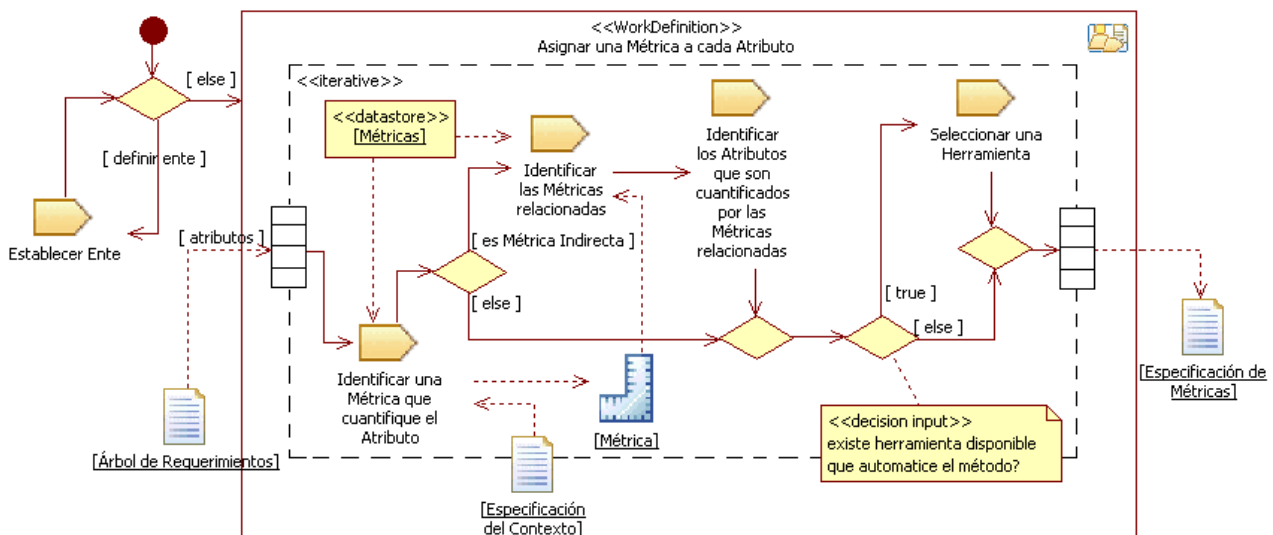 <<WorkDefinition>>
Asignar una Métrica a cada Atributo
[ else ]
<<iterative>>
<<datastore>>
[Métricas]
Identificar
las Métricas
relacionadas
Identificar
los Atributos
que son
cuantificados
por las
Métricas
relacionadas
Seleccionar una
Herramienta
[ definir ente ]
Establecer Ente
[ atributos ]
[ es Métrica Indirecta ]
[ else ]
[ true ]
[ else ]
Identificar una
Métrica que
cuantifique el
Atributo
[Métrica]
<<decision input>>
existe herramienta disponible
que automatice el método?
[Especificación de
Métricas]
[Árbol de Requerimientos]
[Especificación
del Contexto]